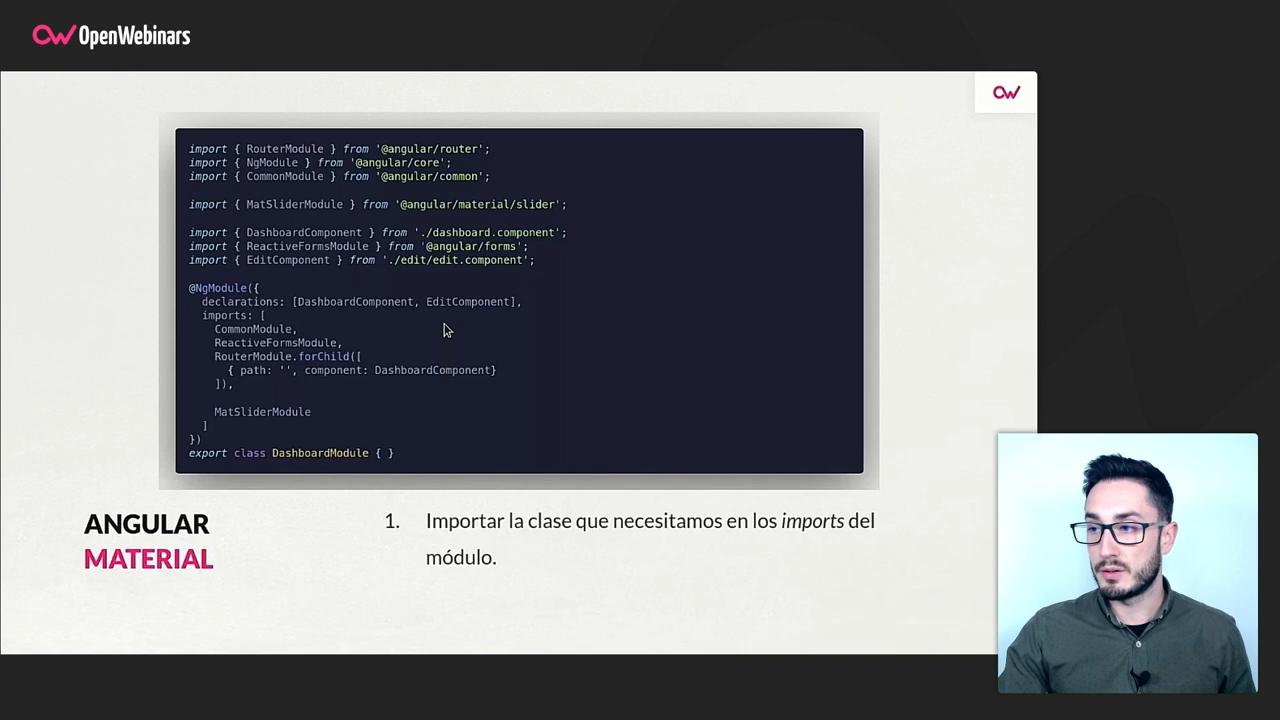 OW OpenWebinars
OW
import { RouterModule } from '@angular/router';
import { NgModule } from '@angular/core';
import { CommonModule } from '@angular/common';
import { MatSliderModule } from '@angular/material/slider';
import { DashboardComponent } from './dashboard.component';
import { ReactiveFormsModule } from '@angular/forms';
import { EditComponent } from './edit/edit.component';
@NgModule({
  declarations: [DashboardComponent, EditComponent],
  imports: [
    CommonModule,
    ReactiveFormsModule,
    RouterModule.forChild([
      { path: '', component: DashboardComponent}
    ]),
    MatSliderModule
  ]
})
export class DashboardModule { }
ANGULAR
MATERIAL
1. Importar la clase que necesitamos en los imports del
módulo.